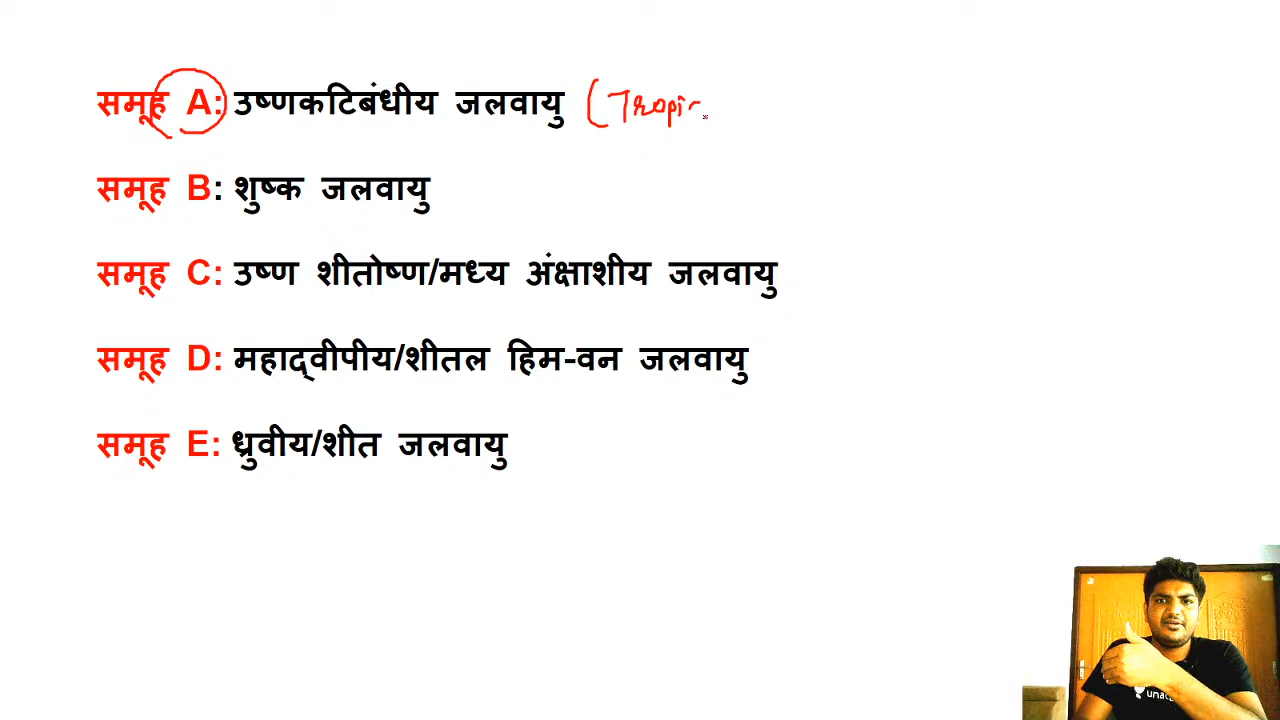 समूह A: उष्णकटिबंधीय जलवायु (Tropi
समूह B: शुष्क जलवायु
समूह C: उष्ण शीतोष्ण/मध्य अंक्षाशीय जलवायु
समूह D: महाद्वीपीय/शीतल हिम-वन जलवायु
समूह E: ध्रुवीय/शीत जलवायु